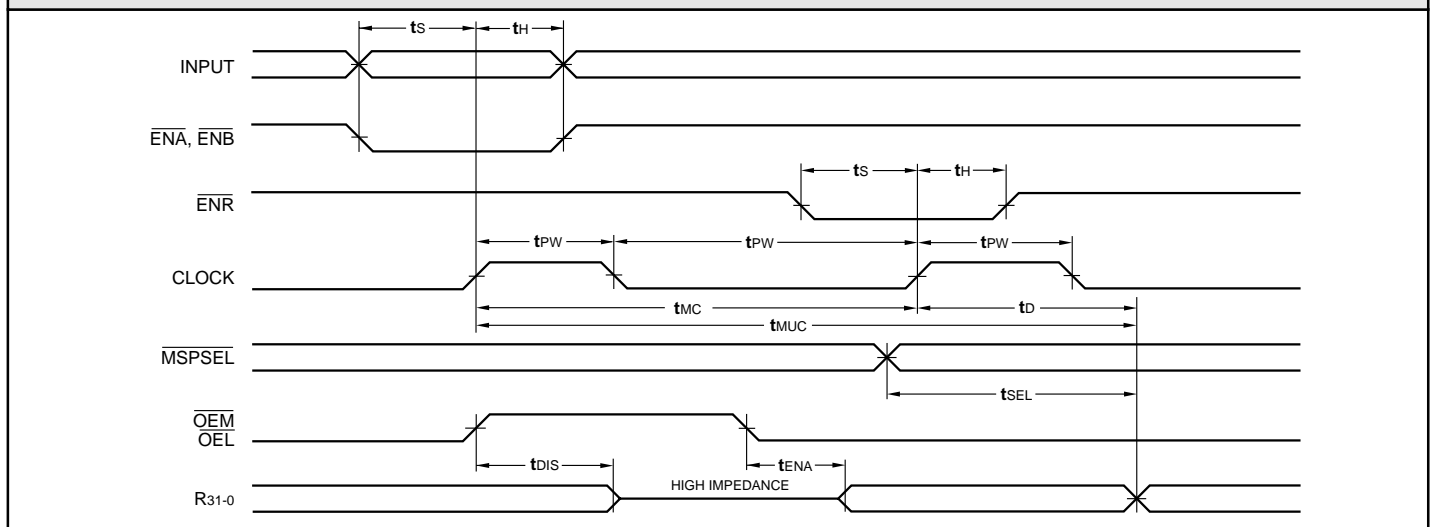 tS tH
INPUT
ENA, ENB
tS tH
ENR
tPW tPW tPW
CLOCK
tMC tD
tMUC
MSPSEL
tSEL
OEM
OEL
tDIS tENA
HIGH IMPEDANCE
R31-0